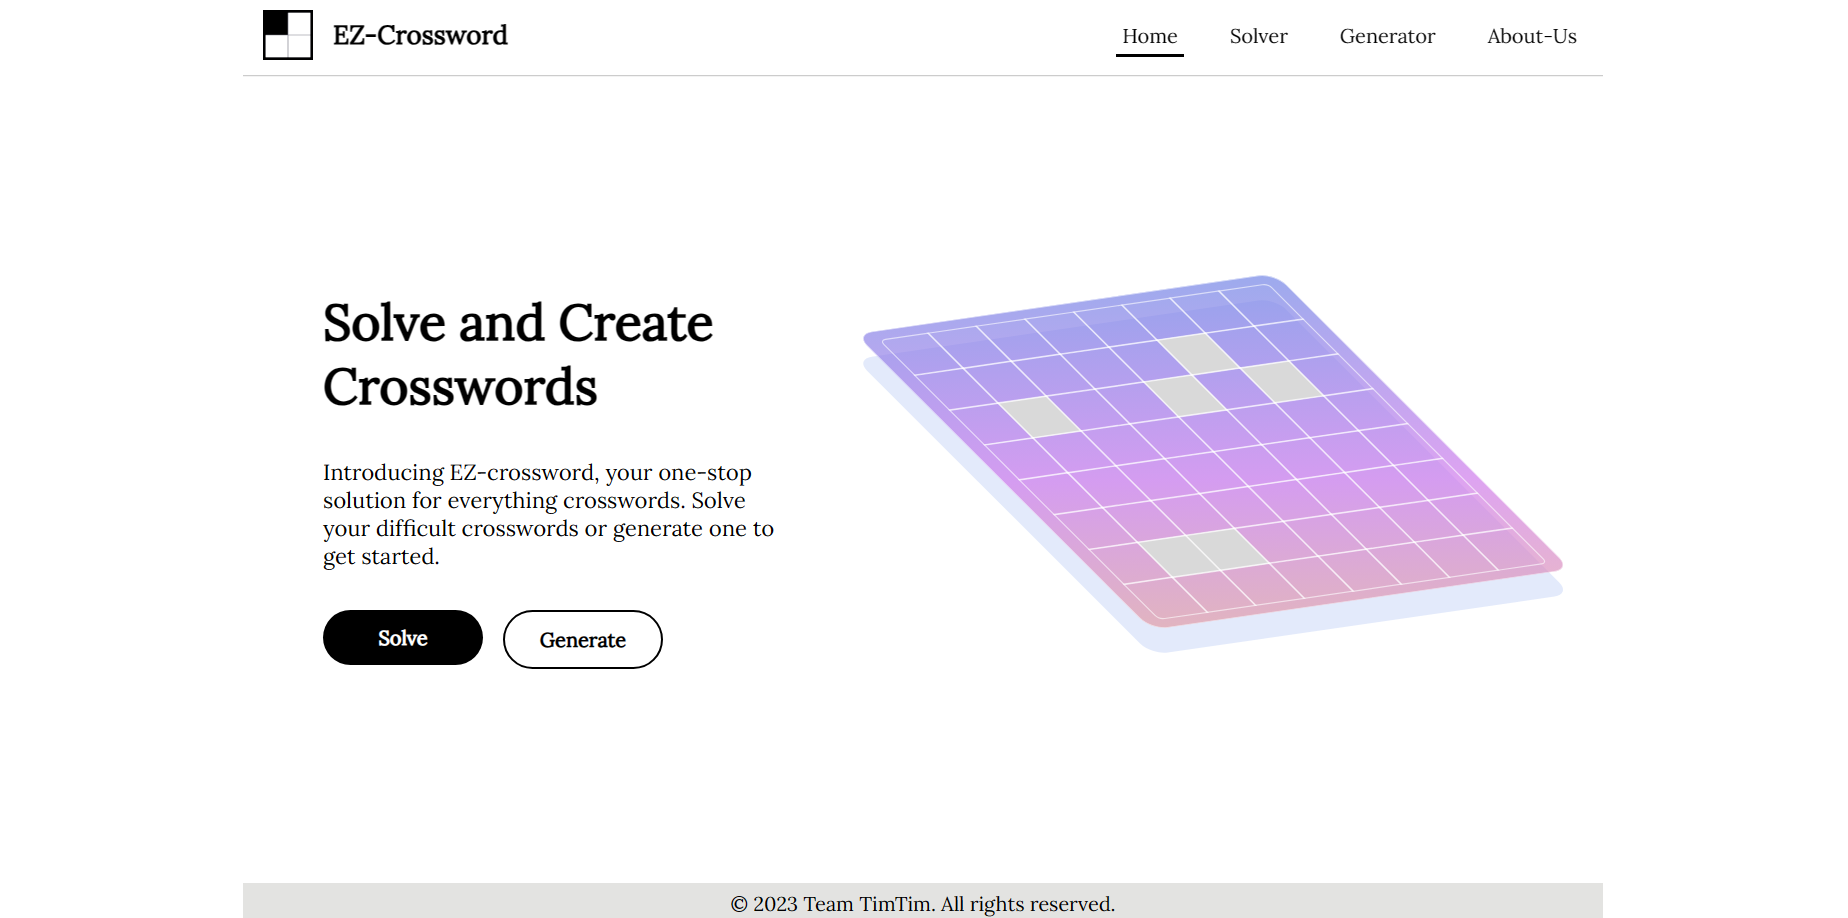 EZ-Crossword
Home
Solver
Generator
About-Us
Solve and Create
Crosswords
Introducing EZ-crossword, your one-stop
solution for everything crosswords. Solve
your difficult crosswords or generate one to
get started.
Solve
Generate
© 2023 Team TimTim. All rights reserved.